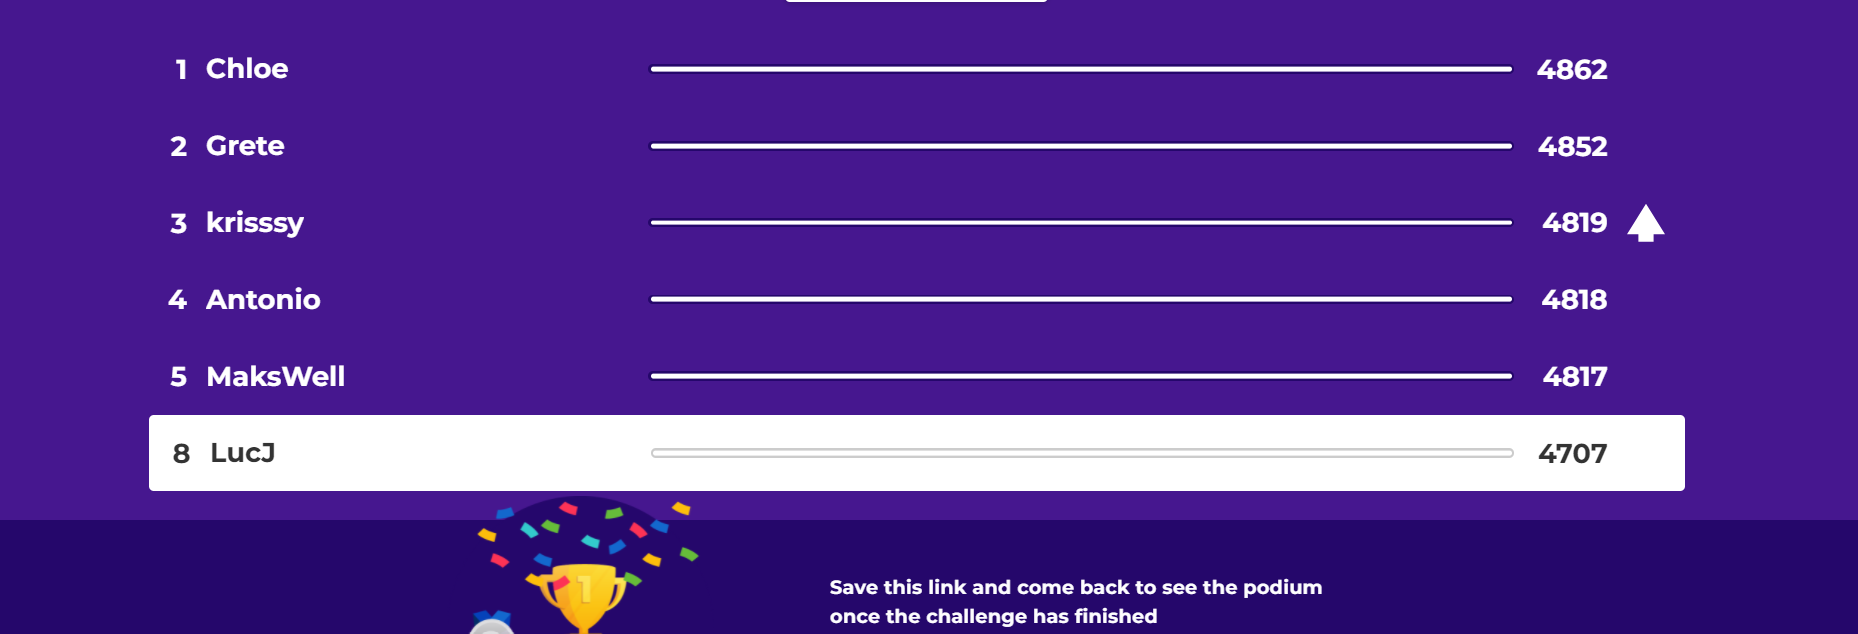 1 Chloe 4862
2 Grete 4852
3 krisssy 4819
4 Antonio 4818
5 MaksWell 4817
8 LucJ 4707
1
Save this link and come back to see the podium
once the challenge has finished